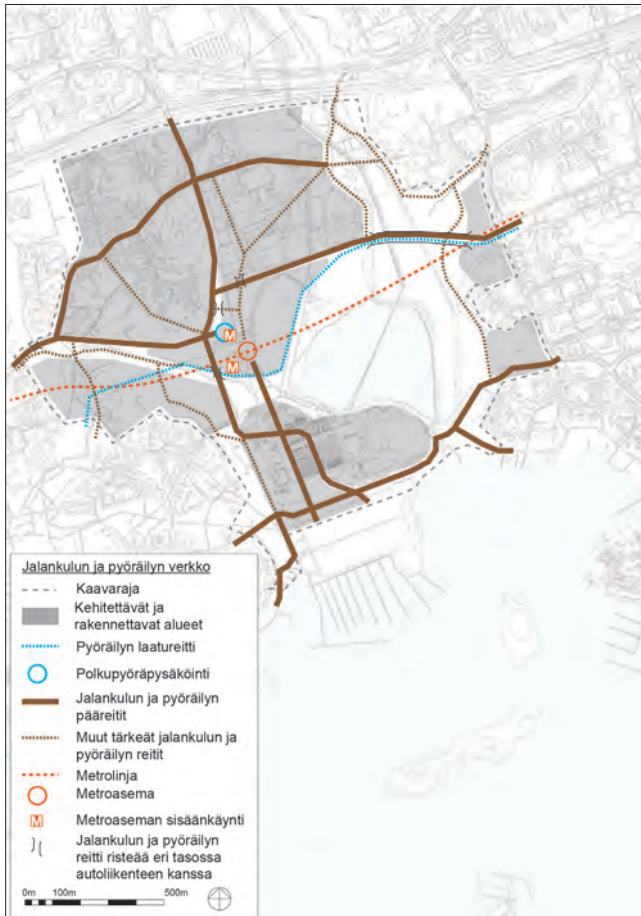 M
M
Jalankulun ja pyöräilyn verkko
Kaavaraja
Kehitettävät ja
rakennettavat alueet
Pyöräilyn laatureitti
Polkupyöräpysäköinti
Jalankulun ja pyöräilyn
pääreitit
Muut tärkeät jalankulun ja
pyöräilyn reitit
Metrolinja
Metroasema
M Metroaseman sisäänkäynti
Jalankulun ja pyöräilyn
reitti risteää eri tasossa
autoliikenteen kanssa
0m 100m 500m